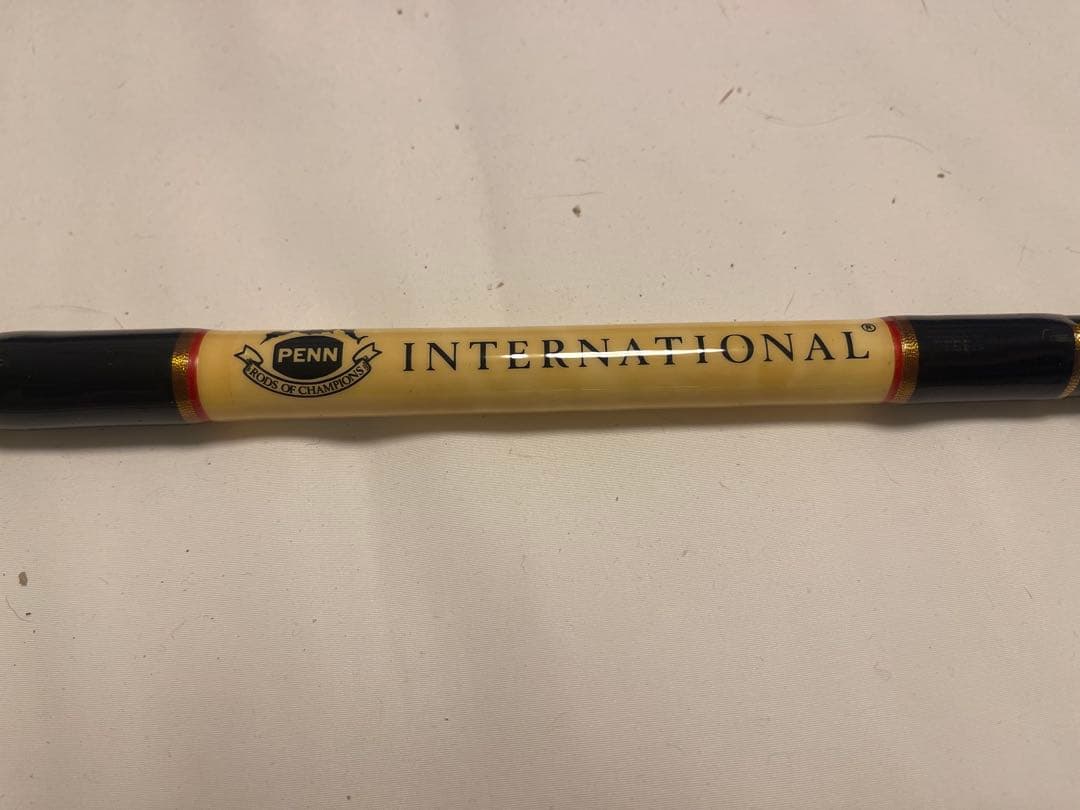 PENN
RODS OF CHAMPIONS
INTERNATIONAL®